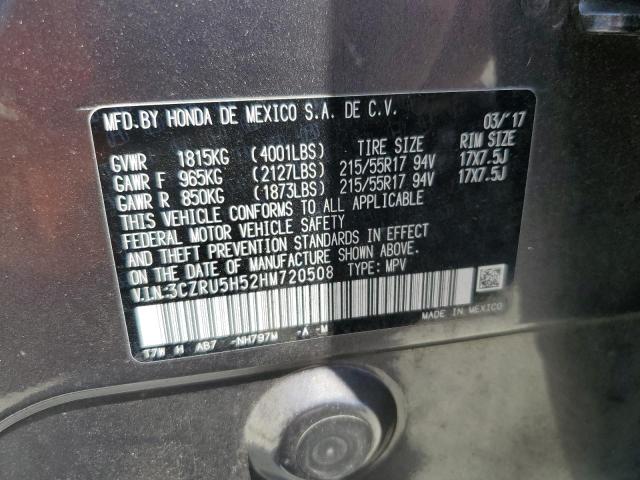 MFD.BY HONDA DE MEXICO S.A. DE C.V. 03/'17
GVWR 1815KG (4001LBS) TIRE SIZE RIM SIZE
GAWR F 965KG (2127LBS) 215/55R17 94V 17X7.5J
GAWR R 850KG (1873LBS) 215/55R17 94V 17X7.5J
THIS VEHICLE CONFORMS TO ALL APPLICABLE
FEDERAL MOTOR VEHICLE SAFETY
AND THEFT PREVENTION STANDARDS IN EFFECT
ON THE DATE OF MANUFACTURE SHOWN ABOVE.
V.I.N.3CZRU5H52HM720508 TYPE: MPV
MADE IN MEXICO
AB7 -NH797M -A -M